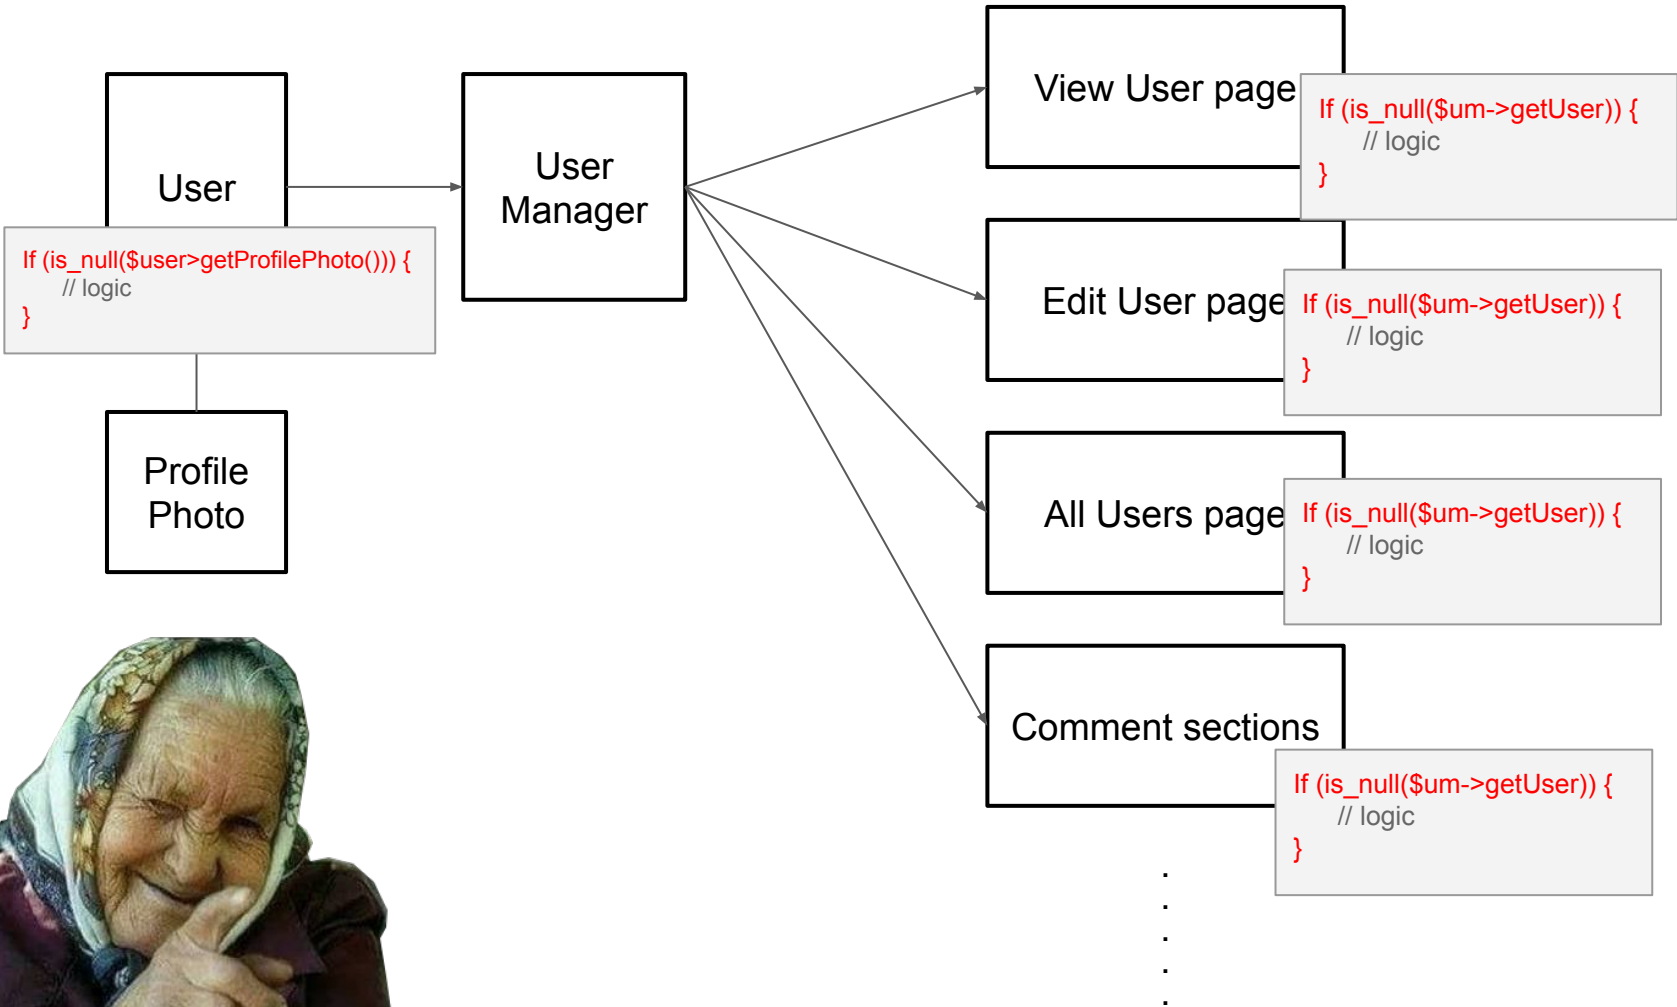 User
If (is_null($user>getProfilePhoto())) {
// logic
}
Profile
Photo
User
Manager
View User page
If (is_null($um->getUser)) {
// logic
}
Edit User page
If (is_null($um->getUser)) {
// logic
}
All Users page
If (is_null($um->getUser)) {
// logic
}
Comment sections
If (is_null($um->getUser)) {
// logic
}
.
.
.
.
.